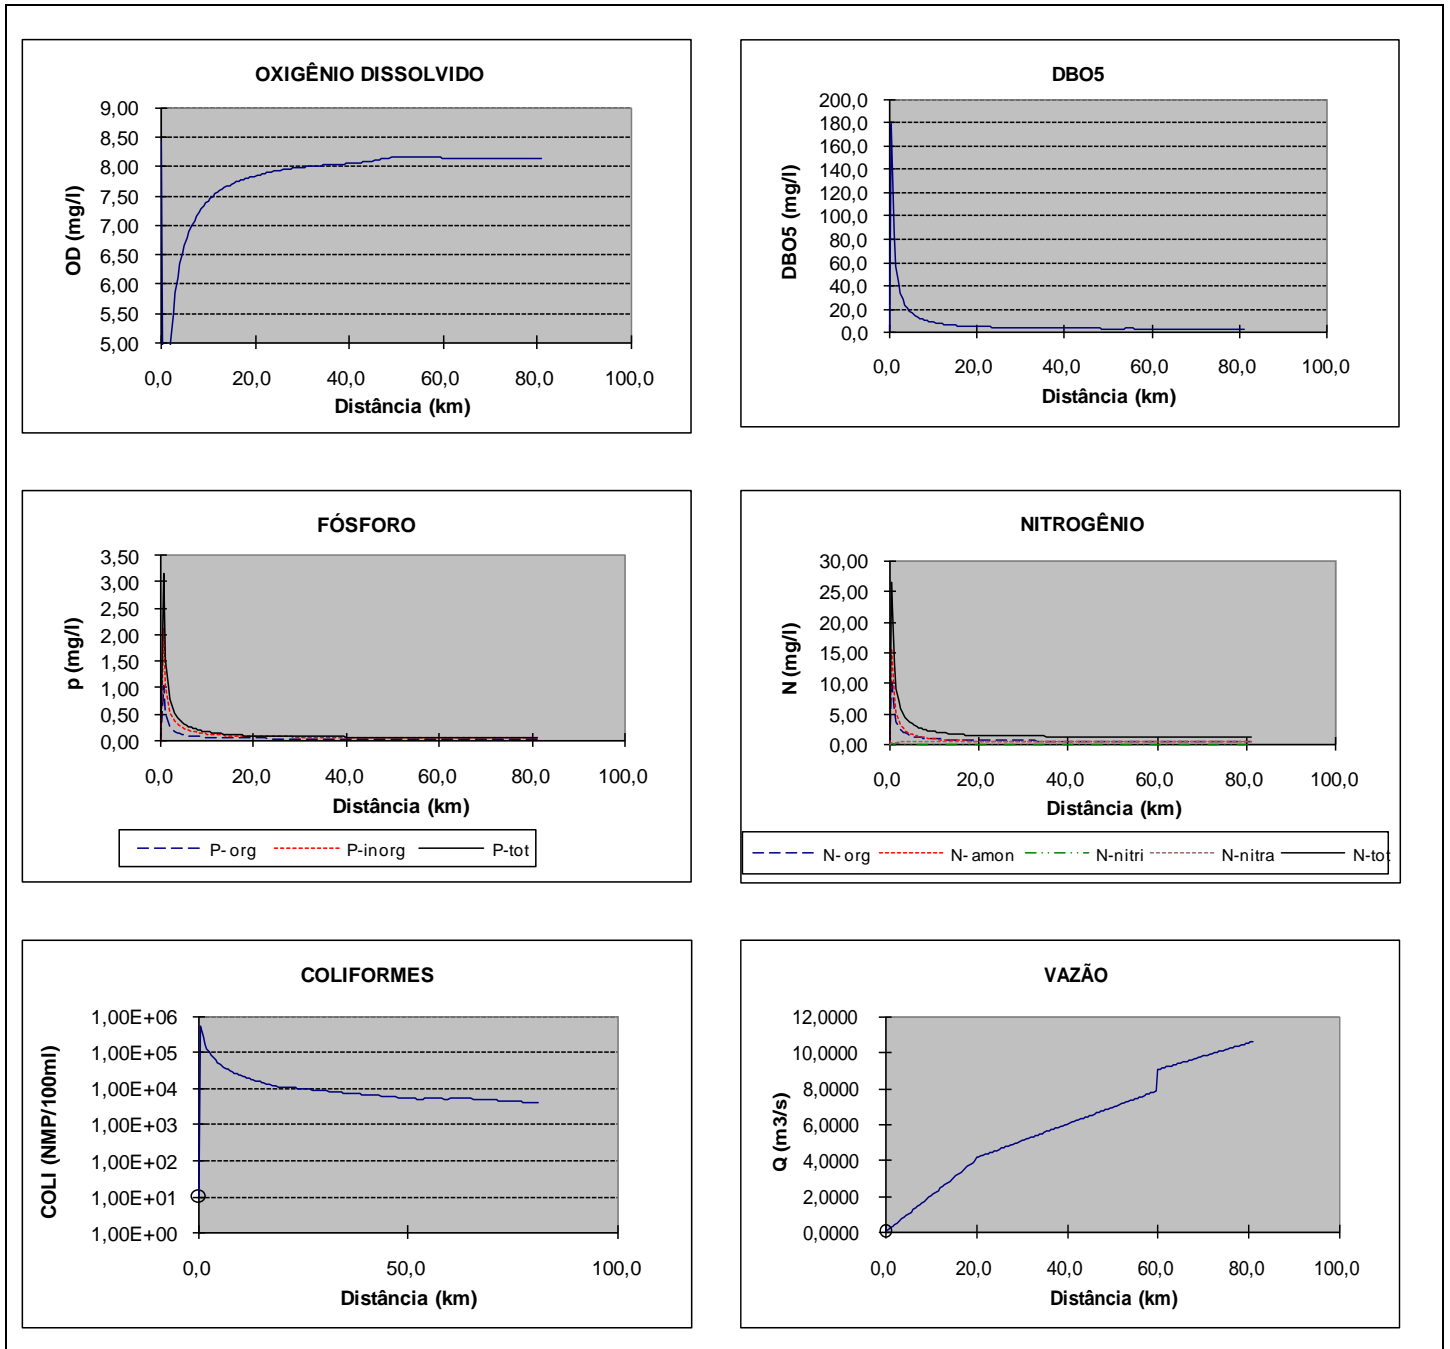 OXIGÊNIO DISSOLVIDO
9,00
8,50
8,00
7,50
7,00
6,50
6,00
5,50
5,00
OD (mg/l)
0,0 20,0 40,0 60,0 80,0 100,0
Distância (km)
DBO5
200,0
180,0
160,0
140,0
120,0
100,0
80,0
60,0
40,0
20,0
0,0
DBO5 (mg/l)
0,0 20,0 40,0 60,0 80,0 100,0
Distância (km)
FÓSFORO
3,50
3,00
2,50
2,00
1,50
1,00
0,50
0,00
p (mg/l)
0,0 20,0 40,0 60,0 80,0 100,0
Distância (km)
P-org P-inorg P-tot
NITROGÊNIO
30,00
25,00
20,00
15,00
10,00
5,00
0,00
N (mg/l)
0,0 20,0 40,0 60,0 80,0 100,0
Distância (km)
N-org N-amon N-nitri N-nitra N-tot
COLIFORMES
1,00E+06
1,00E+05
1,00E+04
1,00E+03
1,00E+02
1,00E+01
1,00E+00
COLI (NMP/100ml)
0,0 50,0 100,0
Distância (km)
VAZÃO
12,0000
10,0000
8,0000
6,0000
4,0000
2,0000
0,0000
Q (m3/s)
0,0 20,0 40,0 60,0 80,0 100,0
Distância (km)